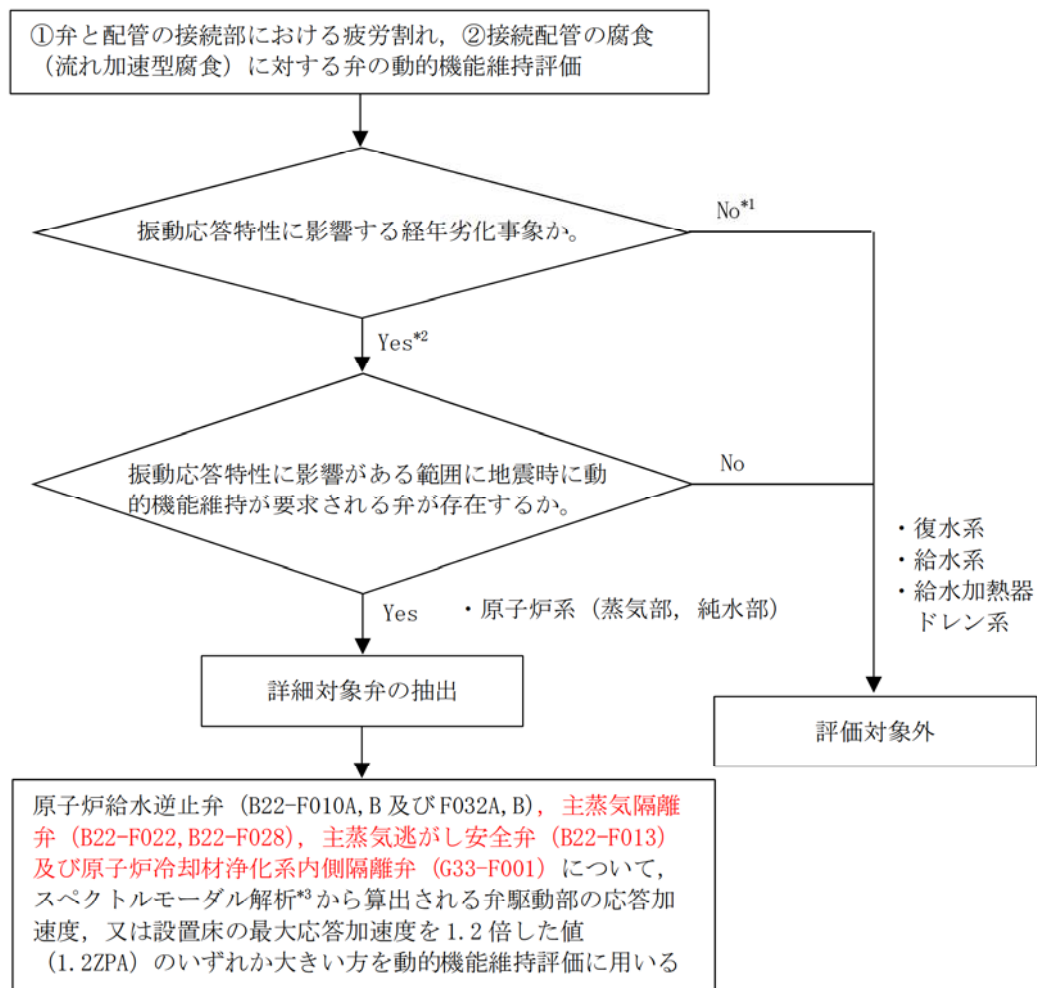 ①弁と配管の接続部における疲労割れ，②接続配管の腐食
（流れ加速型腐食）に対する弁の動的機能維持評価
振動応答特性に影響する経年劣化事象か。
No*1
Yes*2
振動応答特性に影響がある範囲に地震時に動
的機能維持が要求される弁が存在するか。
No
・復水系
・給水系
・給水加熱器
ドレン系
Yes
・原子炉系（蒸気部，純水部）
詳細対象弁の抽出
評価対象外
原子炉給水逆止弁（B22-F010A,B 及びF032A,B），主蒸気隔離
弁（B22-F022,B22-F028），主蒸気逃がし安全弁（B22-F013）
及び原子炉冷却材浄化系内側隔離弁（G33-F001）について，
スペクトルモーダル解析*3から算出される弁駆動部の応答加
速度，又は設置床の最大応答加速度を1.2倍した値
（1.2ZPA）のいずれか大きい方を動的機能維持評価に用いる